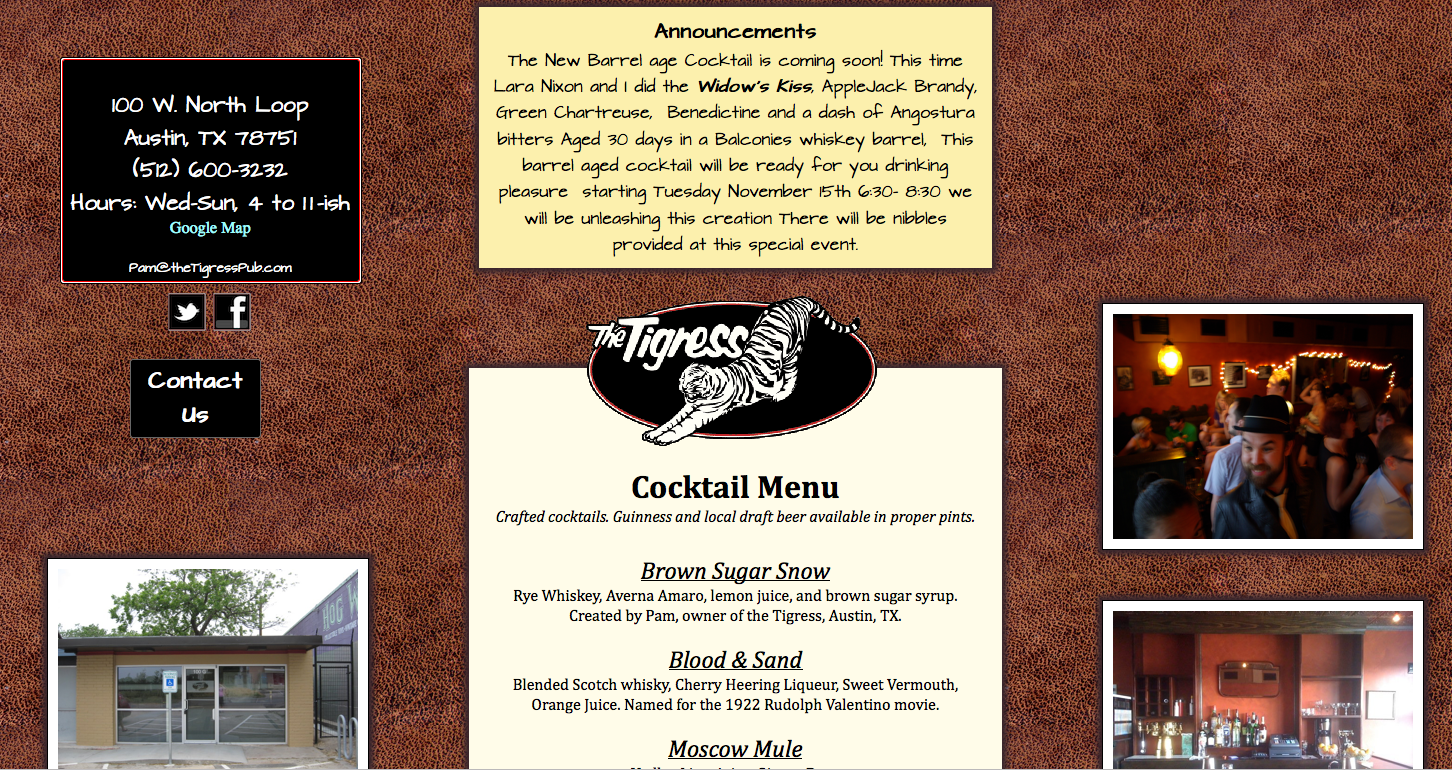 Announcements
The New Barrel age Cocktail is coming soon! This time
Lara Nixon and I did the Widow's Kiss, AppleJack Brandy,
Green Chartreuse,  Benedictine and a dash of Angostura
bitters Aged 30 days in a Balconies whiskey barrel,  This
barrel aged cocktail will be ready for you drinking
pleasure  starting Tuesday November 15th 6:30- 8:30 we
will be unleashing this creation There will be nibbles
provided at this special event.
100 W. North Loop
Austin, TX 78751
(512) 600-3232
Hours: Wed-Sun, 4 to 11-ish
Google Map
Pam@theTigressPub.com
Contact
Us
The Tigress
Cocktail Menu
Crafted cocktails. Guinness and local draft beer available in proper pints.
Brown Sugar Snow
Rye Whiskey, Averna Amaro, lemon juice, and brown sugar syrup.
Created by Pam, owner of the Tigress, Austin, TX.
Blood & Sand
Blended Scotch whisky, Cherry Heering Liqueur, Sweet Vermouth,
Orange Juice. Named for the 1922 Rudolph Valentino movie.
Moscow Mule
HOG W